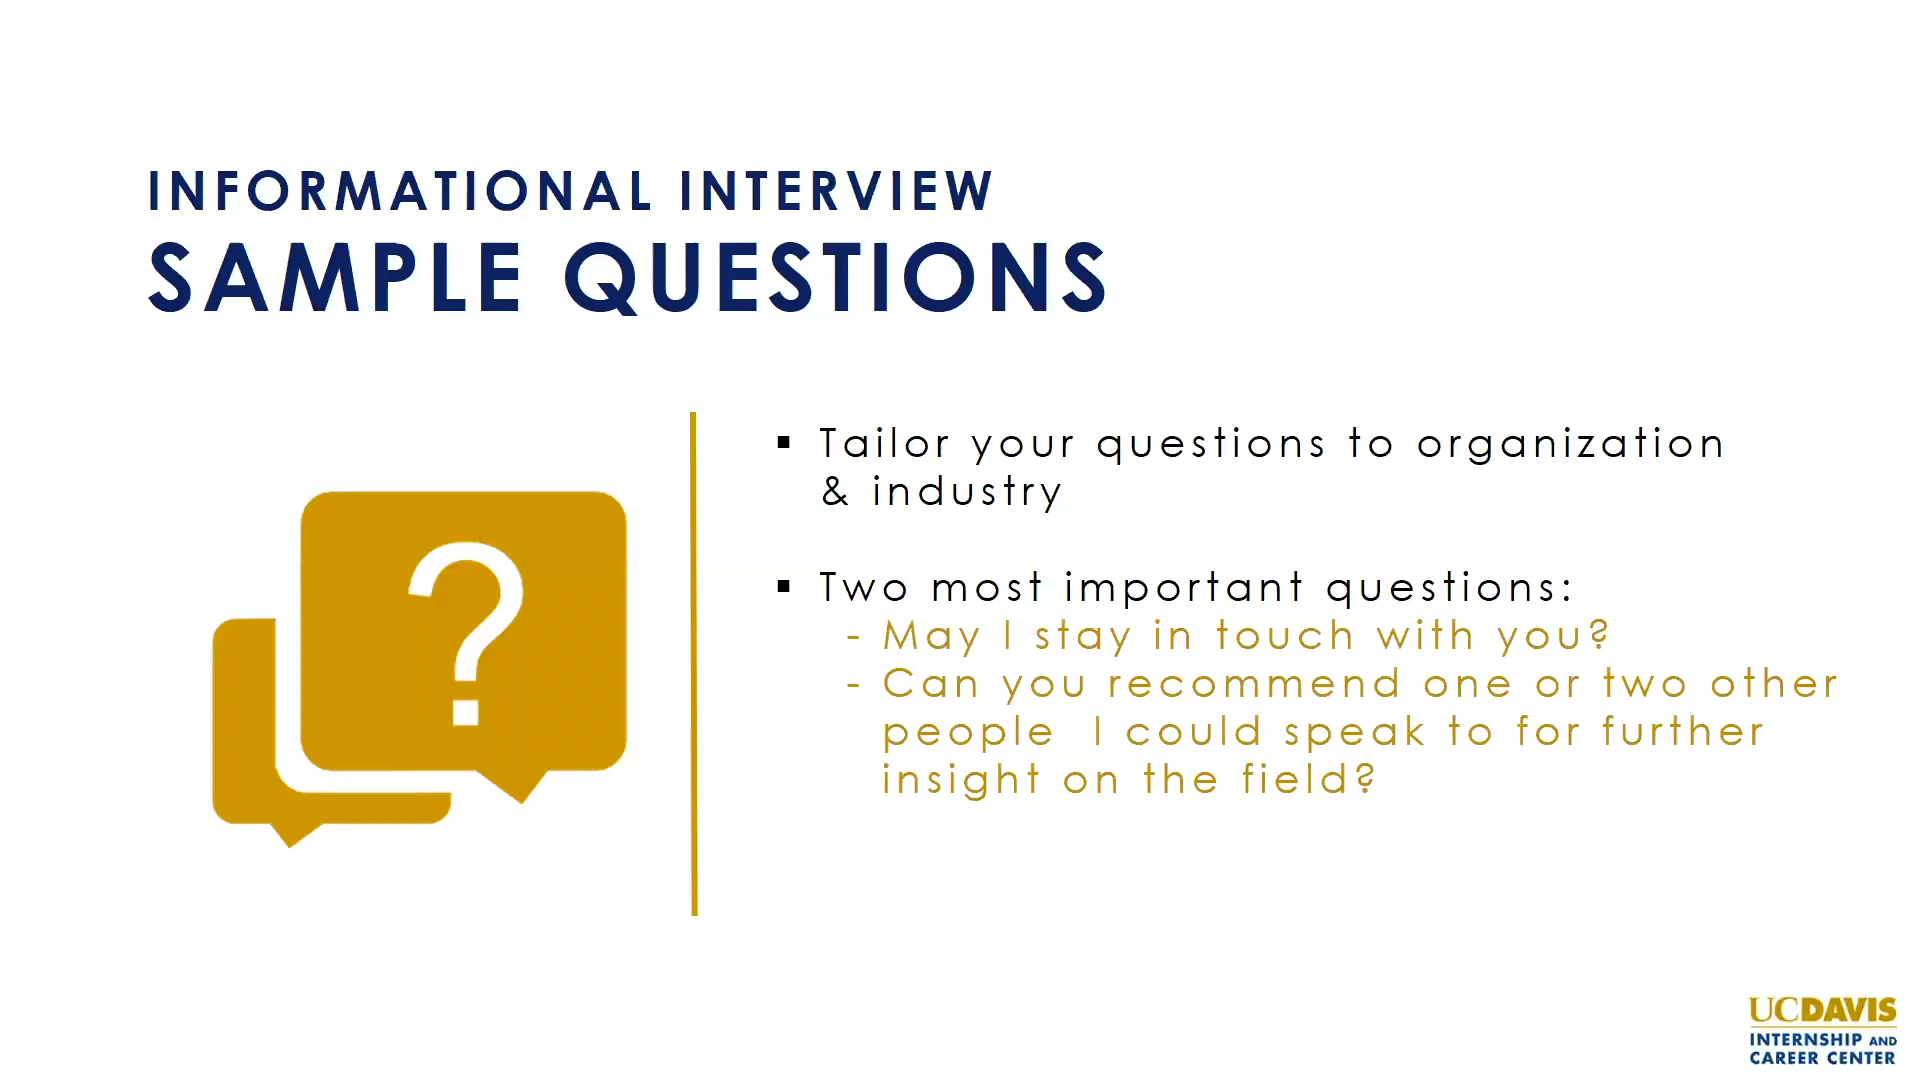 INFORMATIONAL INTERVIEW
SAMPLE QUESTIONS
?
▪ Tailor your questions to organization
& industry
▪ Two most important questions:
- May I stay in touch with you?
- Can you recommend one or two other
people  I could speak to for further
insight on the field?
UCDAVIS
INTERNSHIP AND
CAREER CENTER